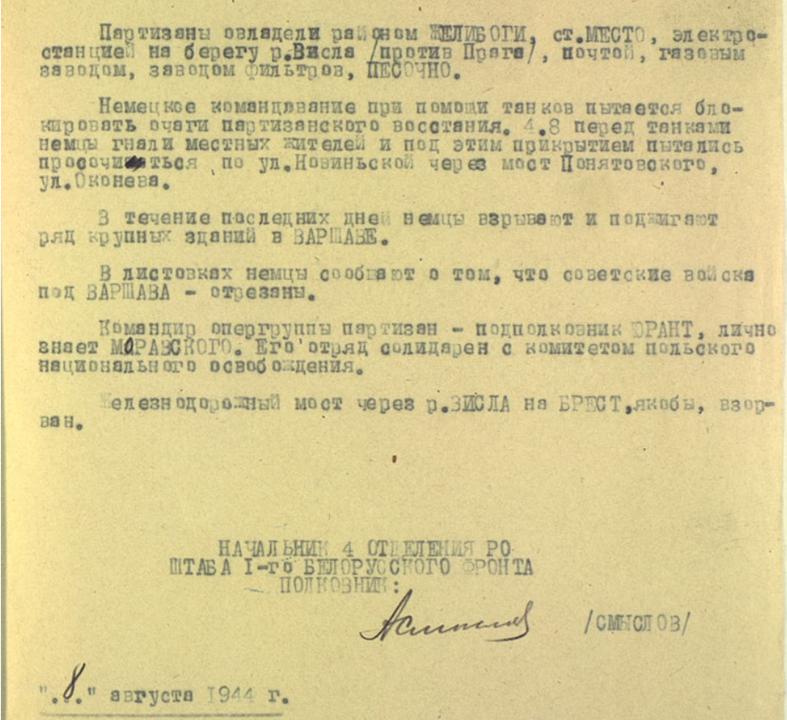 Партизаны овладели районом ЖЕЛИБОГИ, ст.МЕСТО, электро-
станцией на берегу р.Висла /против Прага/, почтой, газовым
заводом, заводом фильтров, ПЕСОЧНО.
Немецкое командование при помощи танков пытается бло-
кировать очаги партизанского восстания. 4.8 перед танками
немцы гнали местных жителей и под этим прикрытием пытались
просочиться по ул.Новиньской через мост Понятовского,
ул.Оконева.
В течение последних дней немцы взрывают и поджигают
ряд крупных зданий в ВАРШАВЕ.
В листовках немцы сообщают о том, что советские войска
под ВАРШАВА - отрезаны.
Командир опергруппы партизан - подполковник ЮРАНТ, лично
знает МОРАВСКОГО. Его отряд солидарен с комитетом польского
национального освобождения.
Железнодорожный мост через р.ВИСЛА на БРЕСТ,якобы, взор-
ван.
НАЧАЛЬНИК 4 ОТДЕЛЕНИЯ РО
ШТАБА I-го БЕЛОРУССКОГО ФРОНТА
ПОЛКОВНИК:
/СМЫСЛОВ/
".8." августа 1944 г.